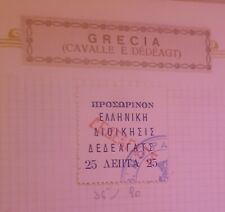 GRECIA
(CAVALLE E DEDEAGT)
ΠΡΟΣΩΡΙΝΟΝ
ΕΛΛΗΝΙΚΗ
ΔΙΟΙΚΗΣΙΣ
ΔΕΔΕΑΓΑΤΣ
25 ΛΕΠΤΑ 25